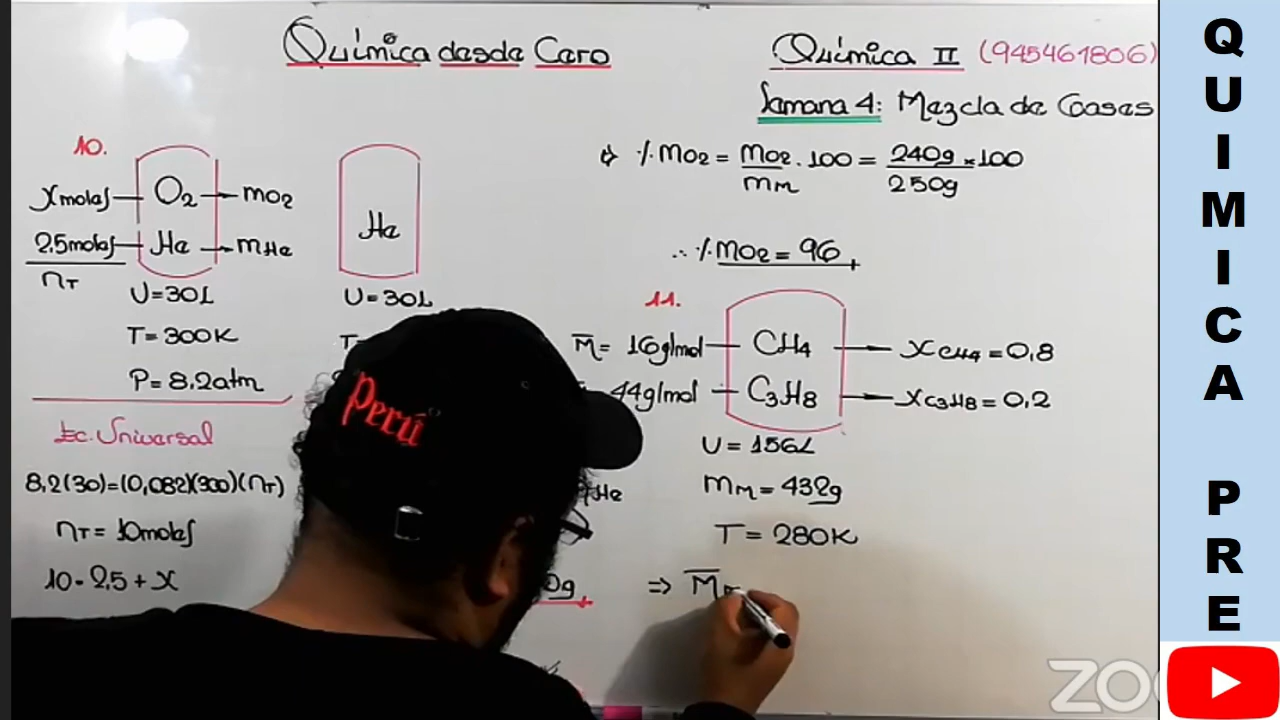 Química desde Cero
Química II (945461806)
Semana 4: Mezcla de Gases
10.
x moles
O2
mO2
2,5 moles
He
mHe
nT
V=30L
T=300K
P=8,2atm
He
V=30L
T=
Ec. Universal
8,2(30)=(0,082)(300)(nT)
nT=10moles
10=2,5+x
He
0g
⇒ %mO2 = mO2/mM . 100 = 240g/250g × 100
∴ %mO2 = 96
11.
M̅= 16g/mol
CH4
XCH4=0,8
44g/mol
C3H8
XC3H8=0,2
V=156L
mM=432g
T=280K
⇒ M̅
Perú
QUIMICA PRE